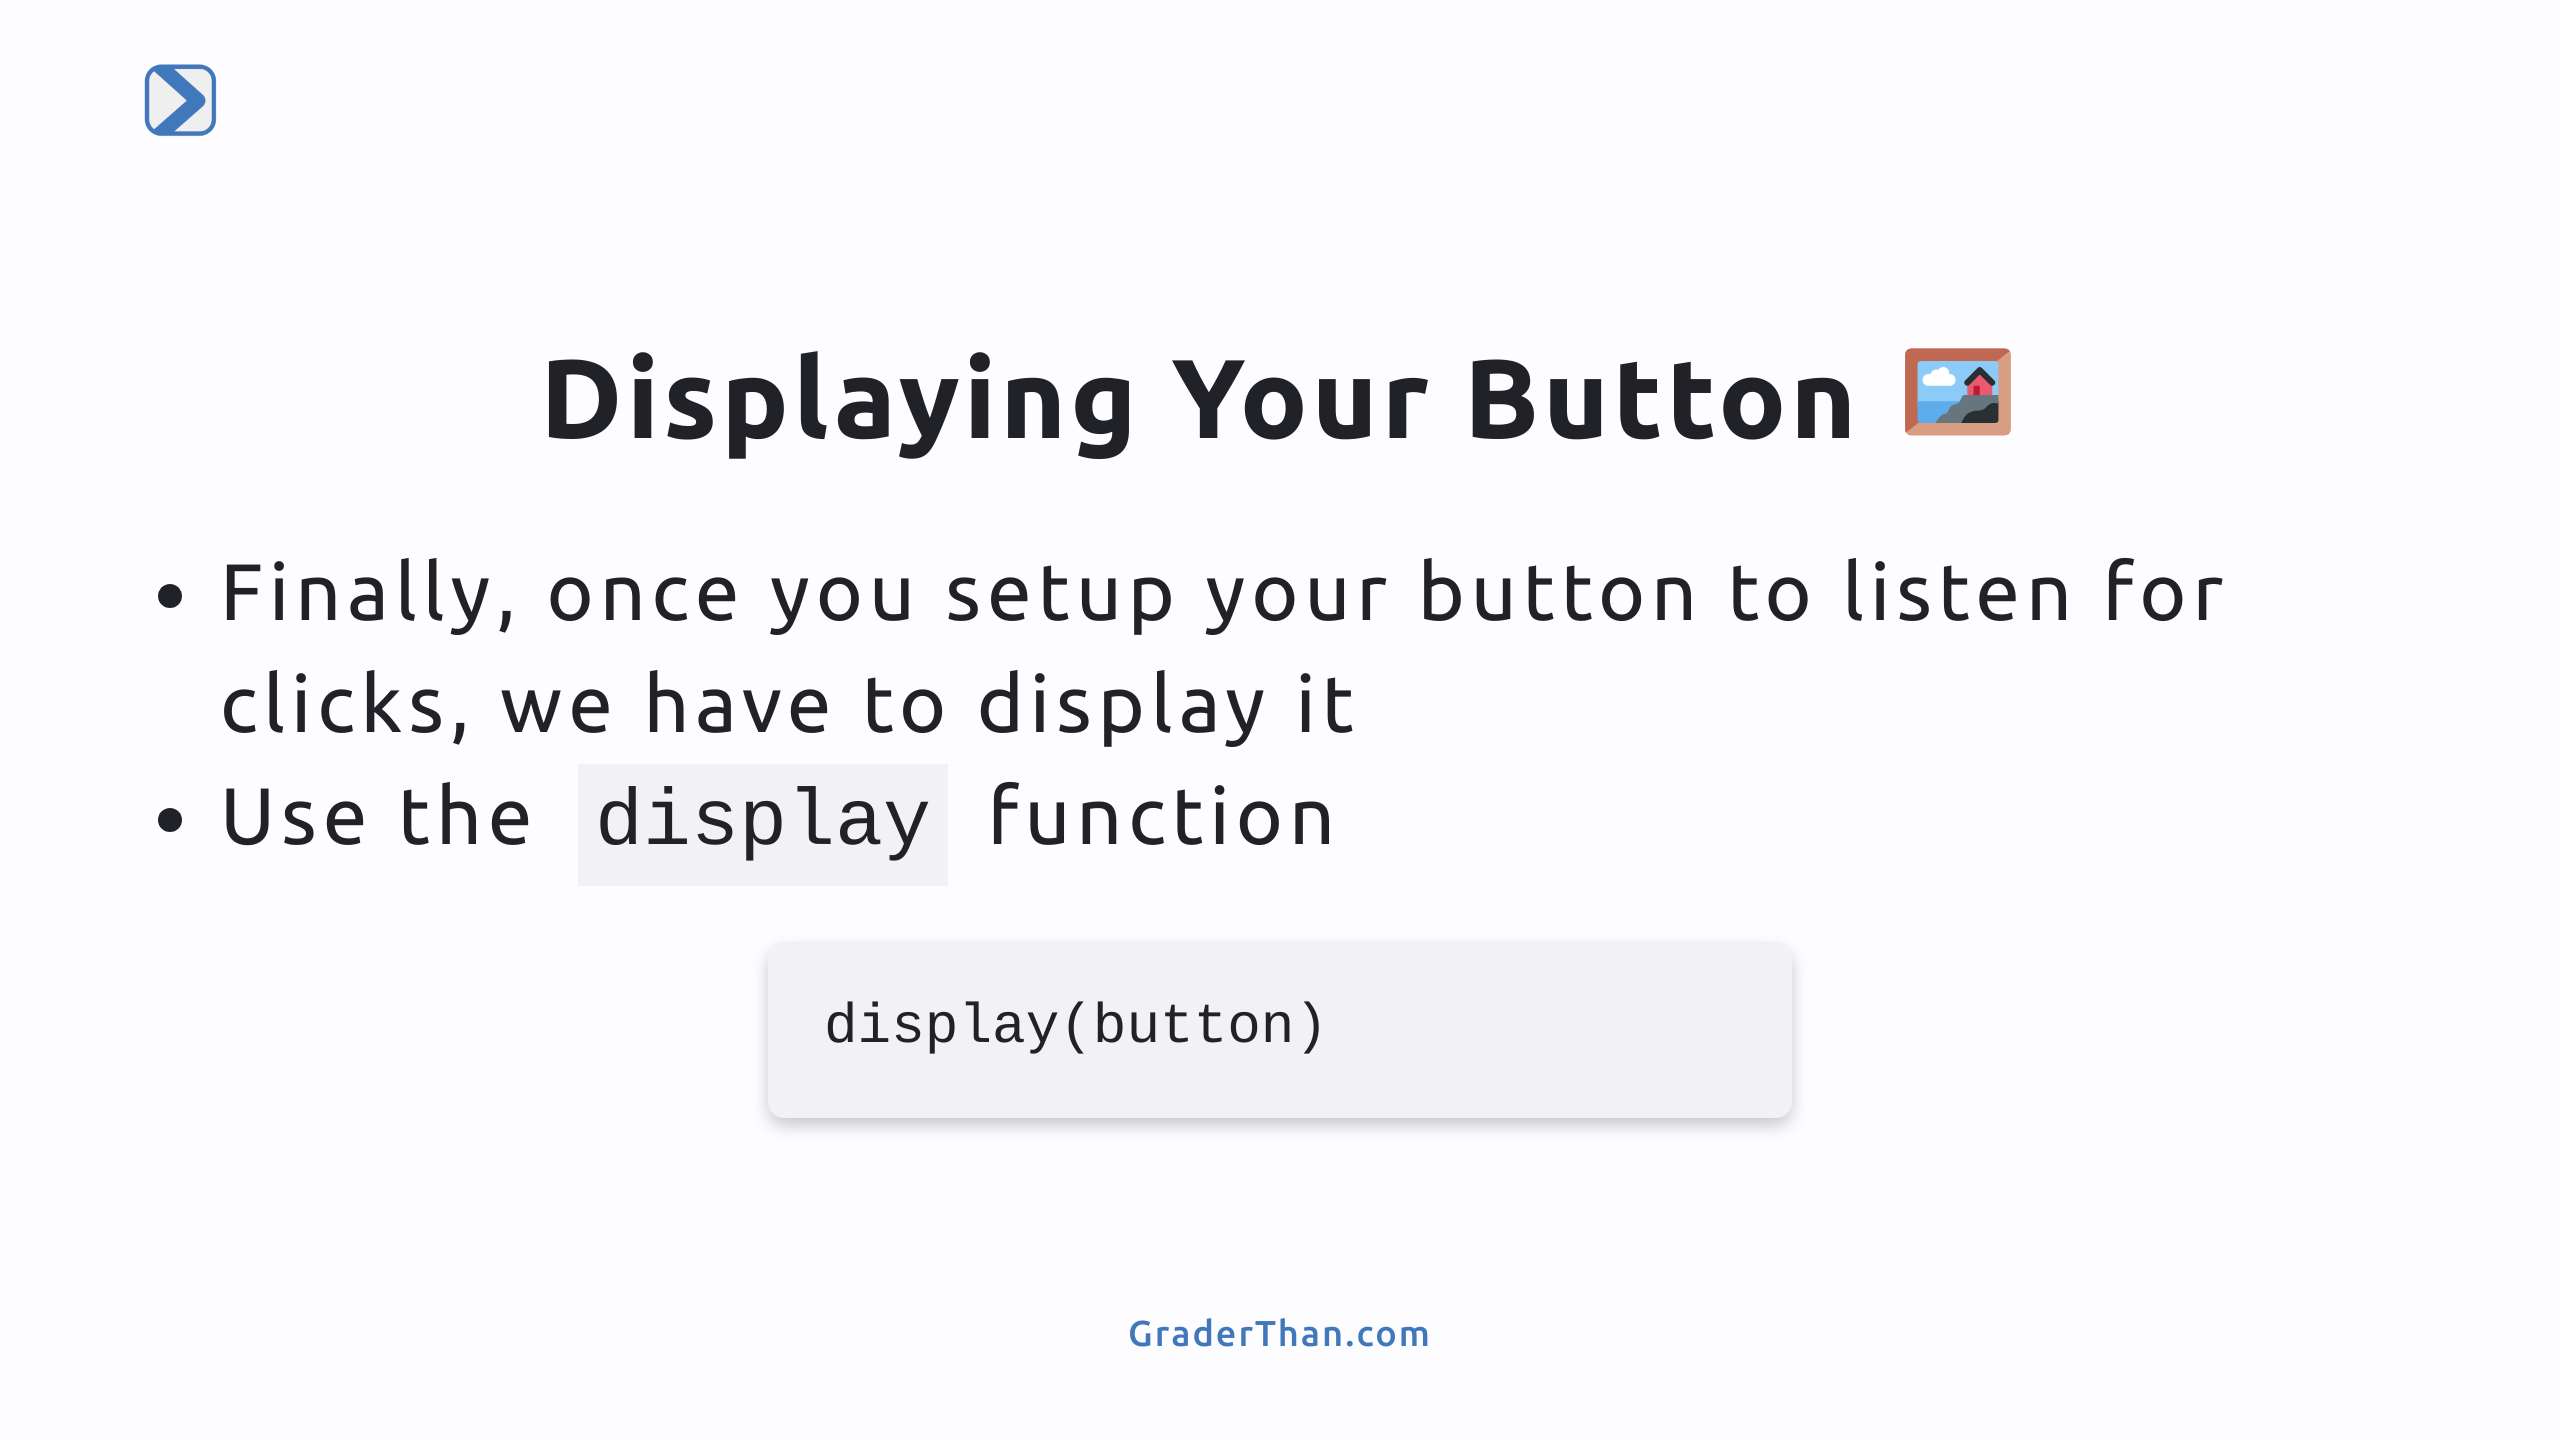 Displaying Your Button
Finally, once you setup your button to listen for
clicks, we have to display it
Use the display function
display(button)
GraderThan.com